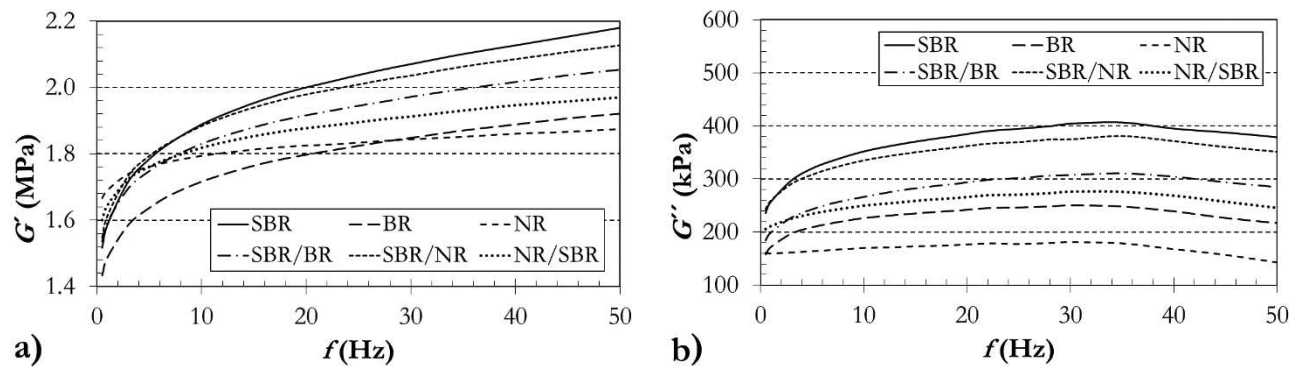 2.2
2.0
1.8
1.6
1.4
G′ (MPa)
SBR BR NR
SBR/BR SBR/NR NR/SBR
0 10 20 30 40 50
a)
f (Hz)
600
500
400
300
200
100
G′′ (kPa)
SBR BR NR
SBR/BR SBR/NR NR/SBR
0 10 20 30 40 50
b)
f (Hz)